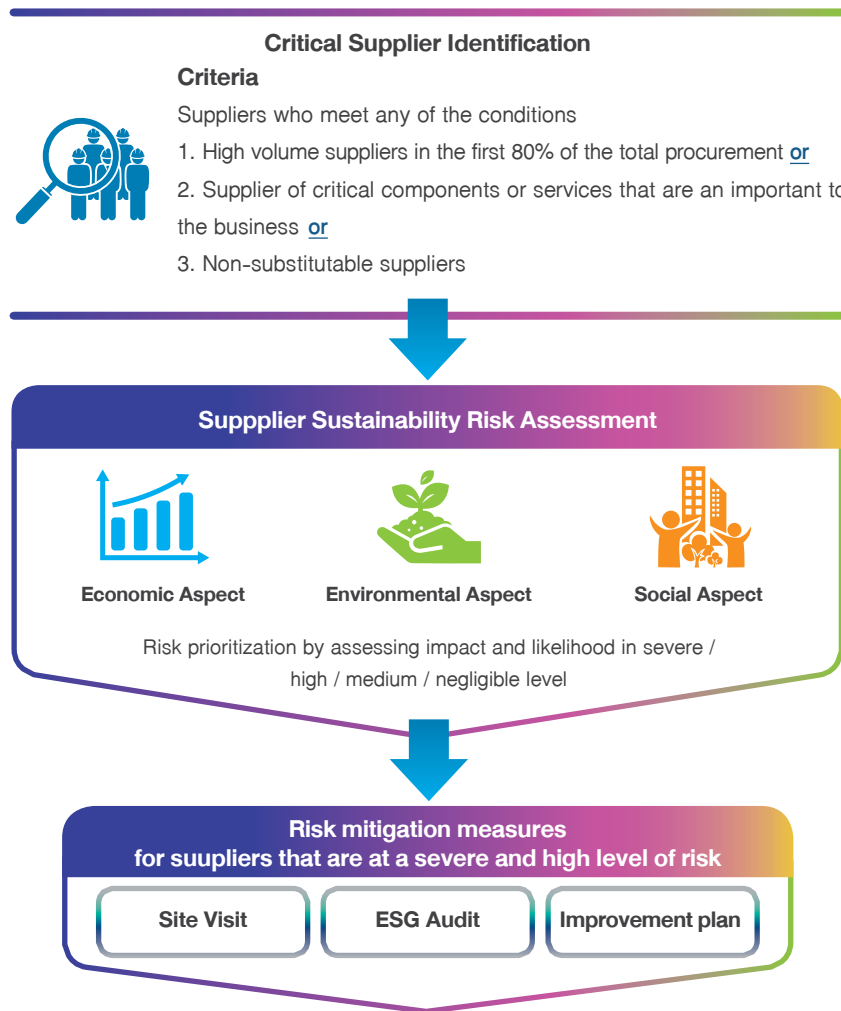 Critical Supplier Identification
Criteria
Suppliers who meet any of the conditions
1. High volume suppliers in the first 80% of the total procurement or
2. Supplier of critical components or services that are an important to
the business or
3. Non-substitutable suppliers
Suppplier Sustainability Risk Assessment
Economic Aspect
Environmental Aspect
Social Aspect
Risk prioritization by assessing impact and likelihood in severe /
high / medium / negligible level
Risk mitigation measures
for suupliers that are at a severe and high level of risk
Site Visit
ESG Audit
Improvement plan